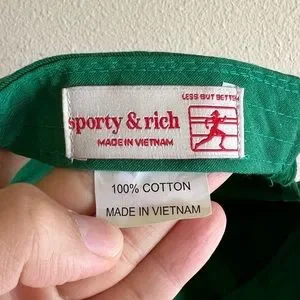 LESS BUT BETTER
sporty & rich
MADE IN VIETNAM
100% COTTON
MADE IN VIETNAM